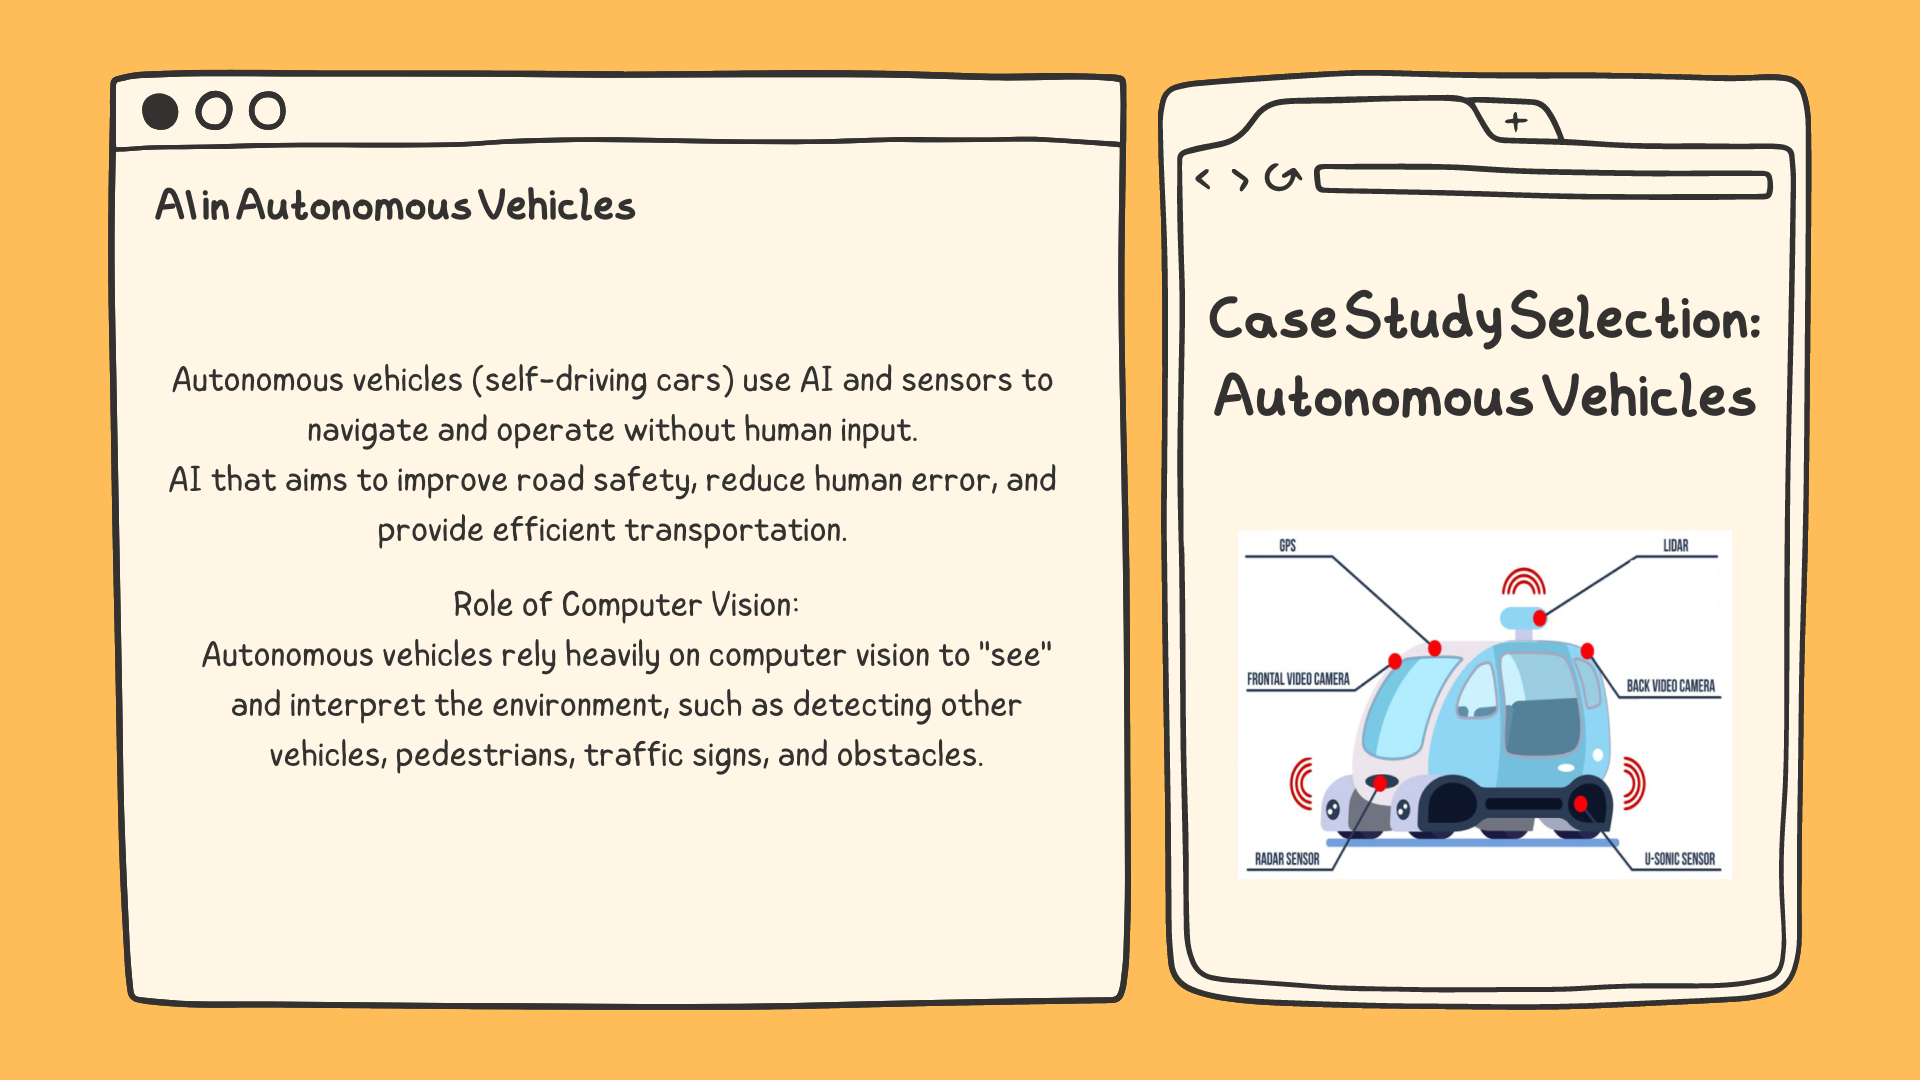 AI in Autonomous Vehicles
Autonomous vehicles (self-driving cars) use AI and sensors to
navigate and operate without human input.
AI that aims to improve road safety, reduce human error, and
provide efficient transportation.
Role of Computer Vision:
Autonomous vehicles rely heavily on computer vision to "see"
and interpret the environment, such as detecting other
vehicles, pedestrians, traffic signs, and obstacles.
Case Study Selection:
Autonomous Vehicles
GPS
LIDAR
FRONTAL VIDEO CAMERA
BACK VIDEO CAMERA
RADAR SENSOR
U-SONIC SENSOR